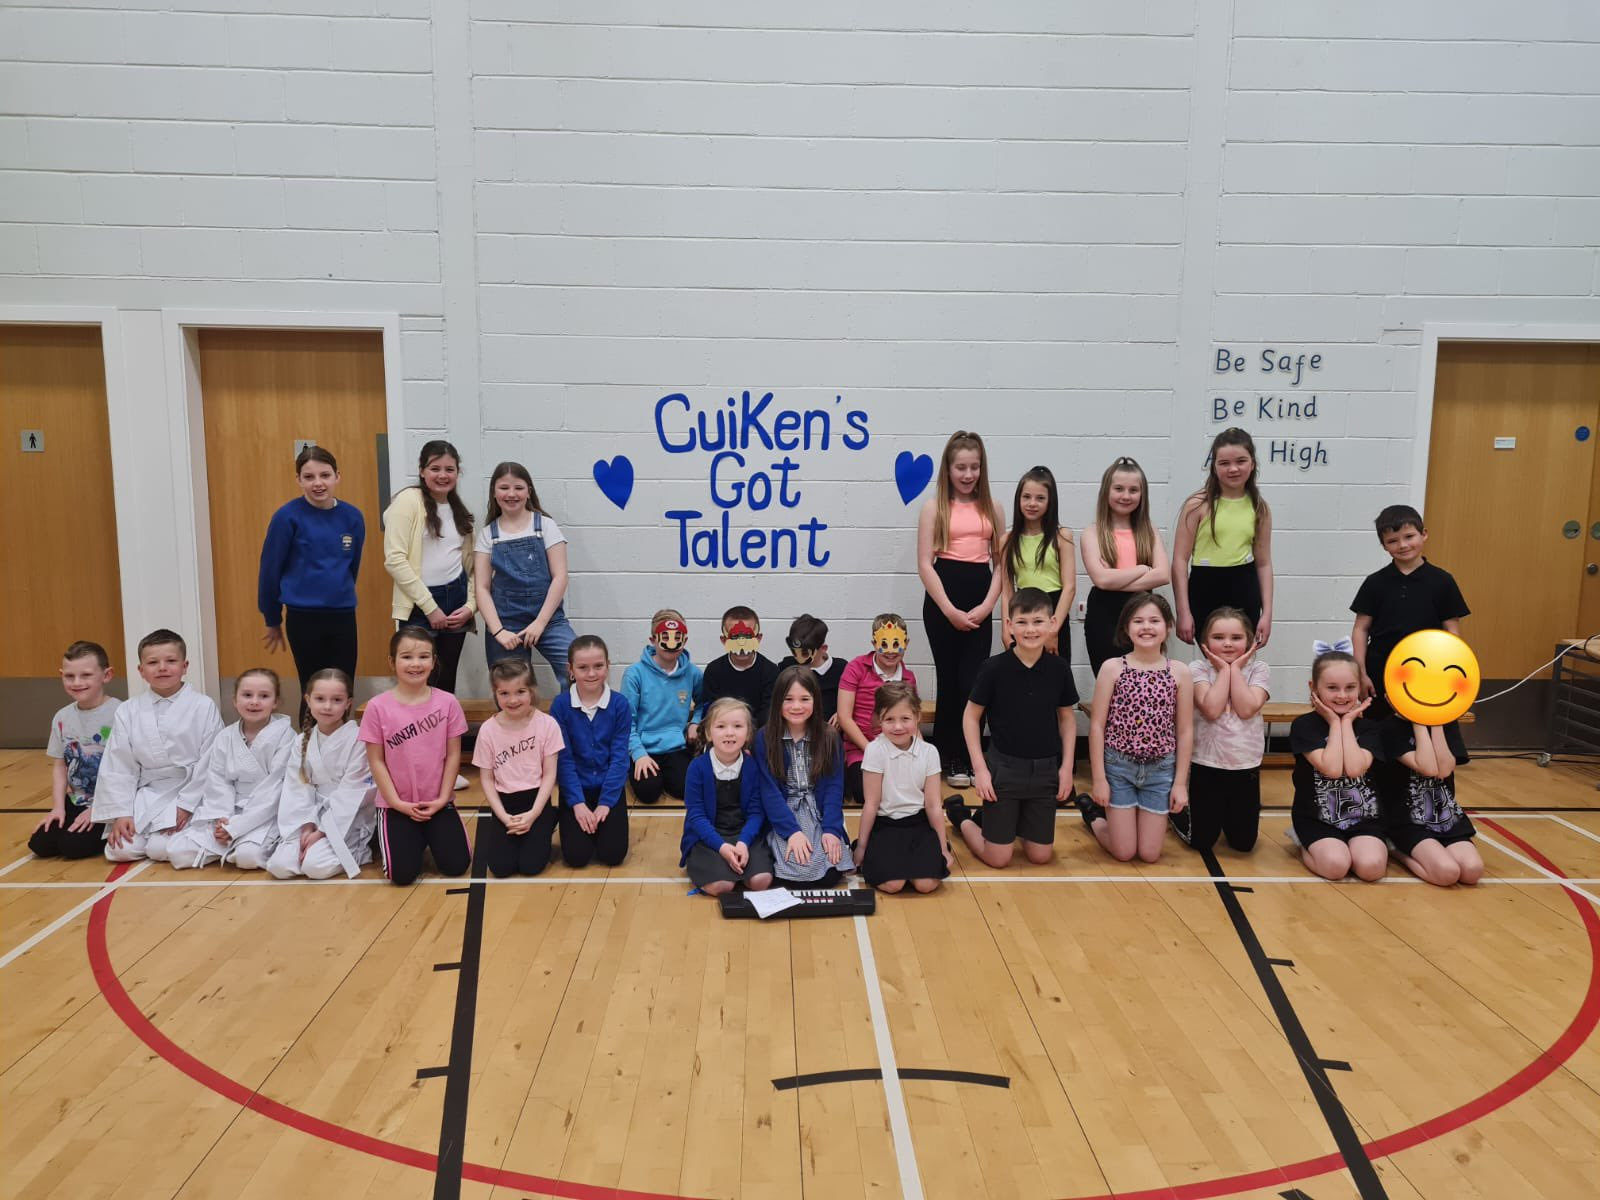 CuiKen's
Got
Talent
Be Safe
Be Kind
High
NINJA KIDZ
NINJA KIDZ